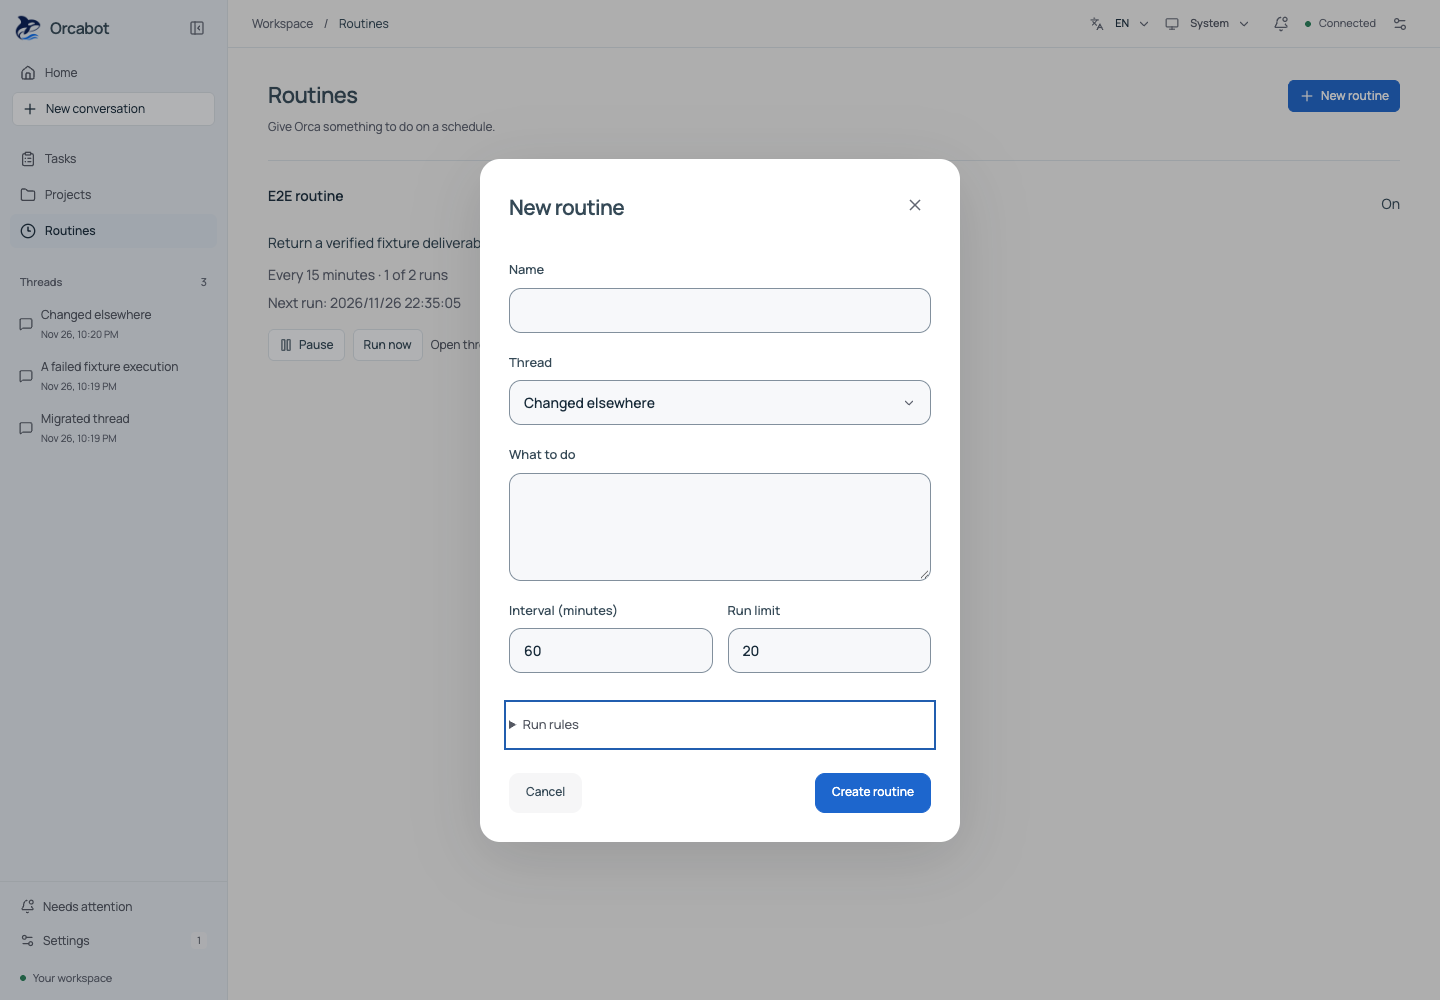 Orcabot
Home
New conversation
Tasks
Projects
Routines
Threads 3
Changed elsewhere
Nov 26, 10:20 PM
A failed fixture execution
Nov 26, 10:19 PM
Migrated thread
Nov 26, 10:19 PM
Needs attention
Settings 1
Your workspace
Workspace / Routines
EN System Connected
Routines
New routine
Give Orca something to do on a schedule.
E2E routine
On
Return a verified fixture
Every 15 minutes · 1 of 2 runs
Next run: 2026/11/26 22:35:05
Pause Run now Open
New routine
Name
Thread
Changed elsewhere
What to do
Interval (minutes) Run limit
60 20
Run rules
Cancel Create routine